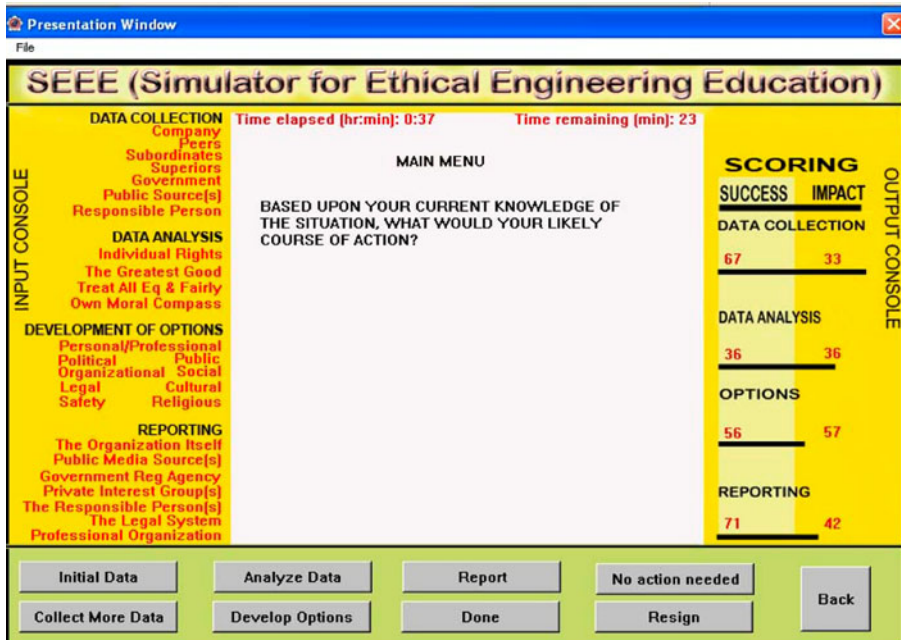 Presentation Window
File
SEEE (Simulator for Ethical Engineering Education)
INPUT CONSOLE
DATA COLLECTION
Company
Peers
Subordinates
Superiors
Government
Public Source(s)
Responsible Person
DATA ANALYSIS
Individual Rights
The Greatest Good
Treat All Eq & Fairly
Own Moral Compass
DEVELOPMENT OF OPTIONS
Personal/Professional
Political Public
Organizational Social
Legal Cultural
Safety Religious
REPORTING
The Organization Itself
Public Media Source(s)
Government Reg Agency
Private Interest Group(s)
The Responsible Person(s)
The Legal System
Professional Organization
Time elapsed (hr:min): 0:37 Time remaining (min): 23
MAIN MENU
BASED UPON YOUR CURRENT KNOWLEDGE OF
THE SITUATION, WHAT WOULD YOUR LIKELY
COURSE OF ACTION?
SCORING
SUCCESS IMPACT
DATA COLLECTION
67 33
DATA ANALYSIS
36 36
OPTIONS
56 57
REPORTING
71 42
OUTPUT CONSOLE
Initial Data Analyze Data Report No action needed
Back
Collect More Data Develop Options Done Resign